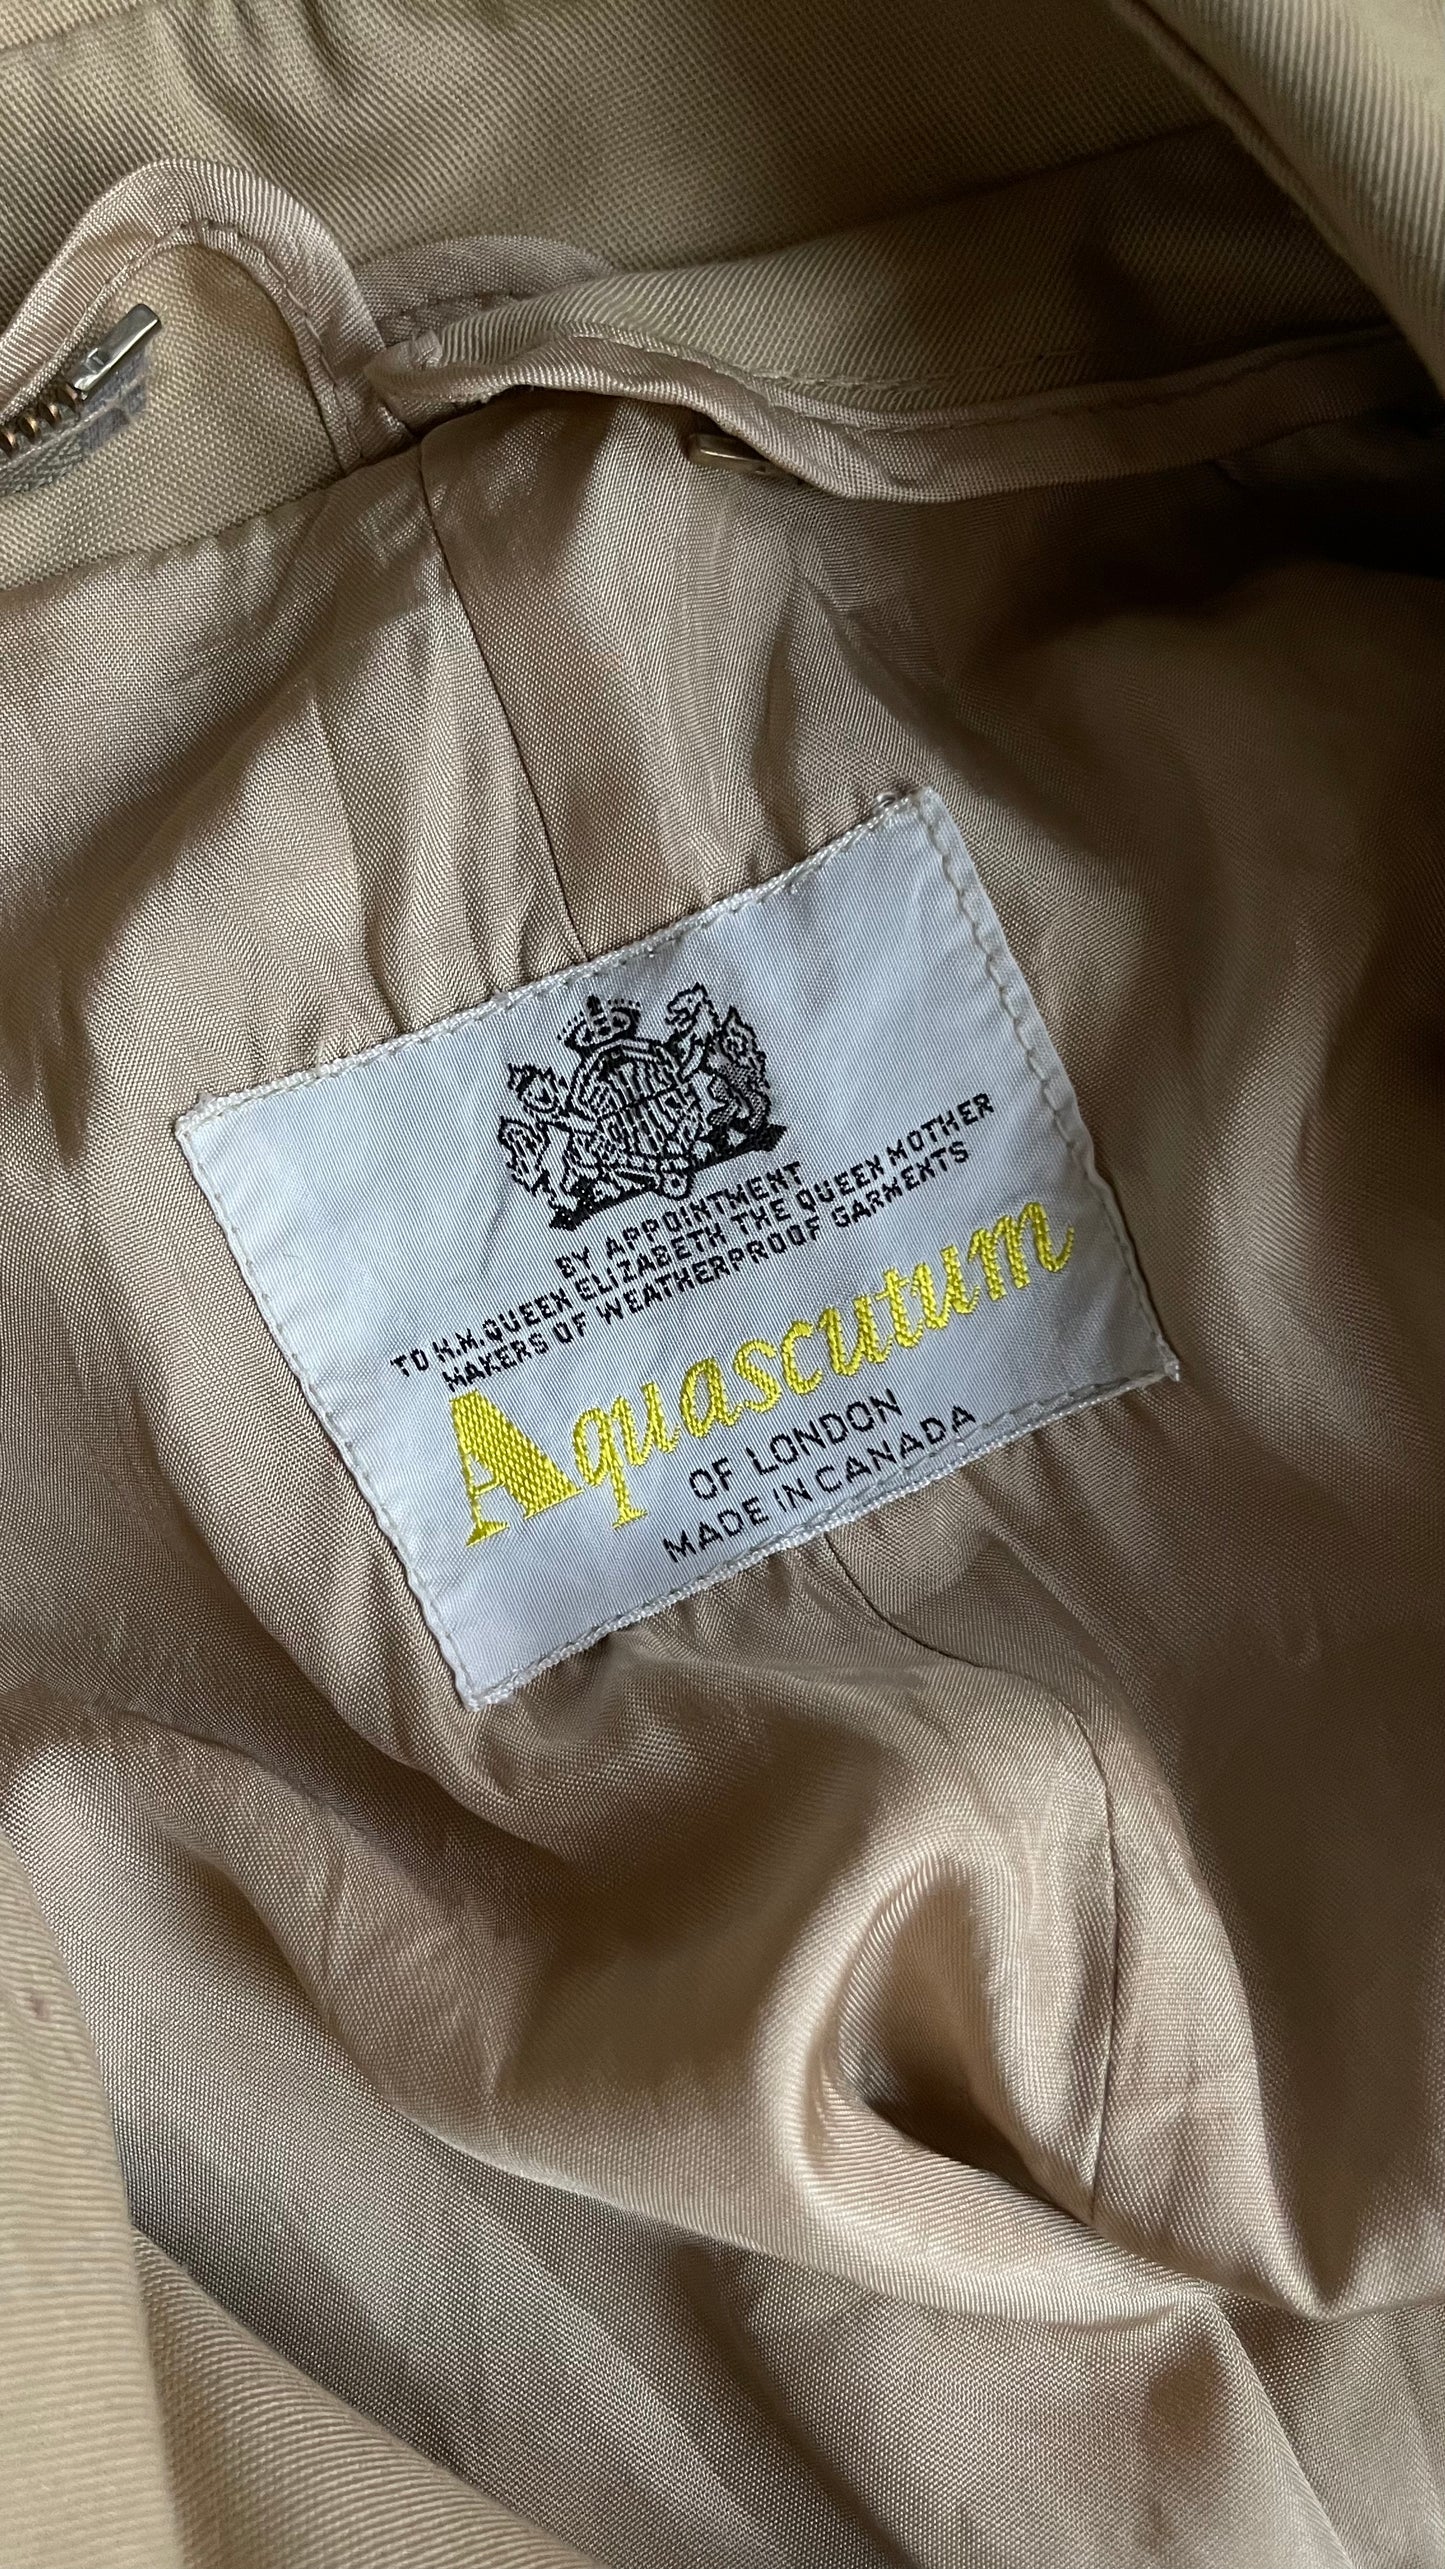 BY APPOINTMENT
TO H.M. QUEEN ELIZABETH THE QUEEN MOTHER
MAKERS OF WEATHERPROOF GARMENTS
Aquascutum
OF LONDON
MADE IN CANADA